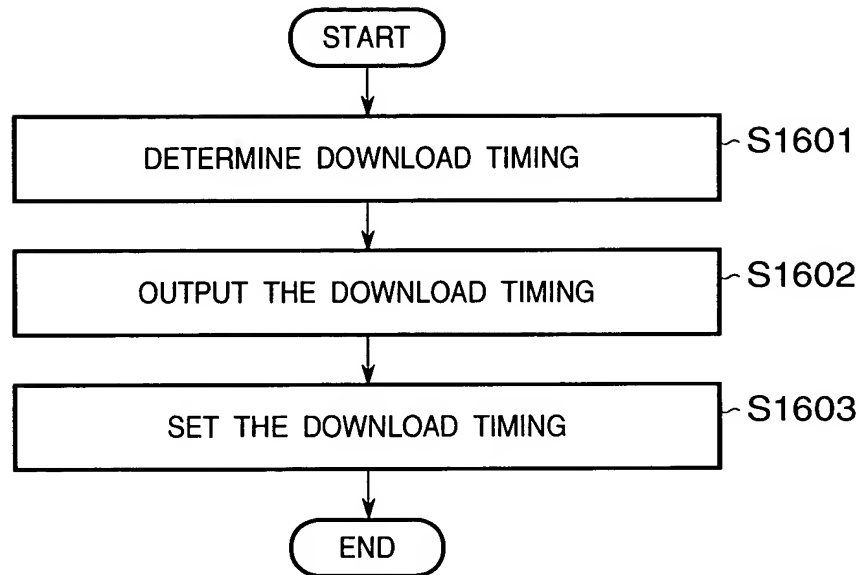 START
DETERMINE DOWNLOAD TIMING
S1601
OUTPUT THE DOWNLOAD TIMING
S1602
SET THE DOWNLOAD TIMING
S1603
END